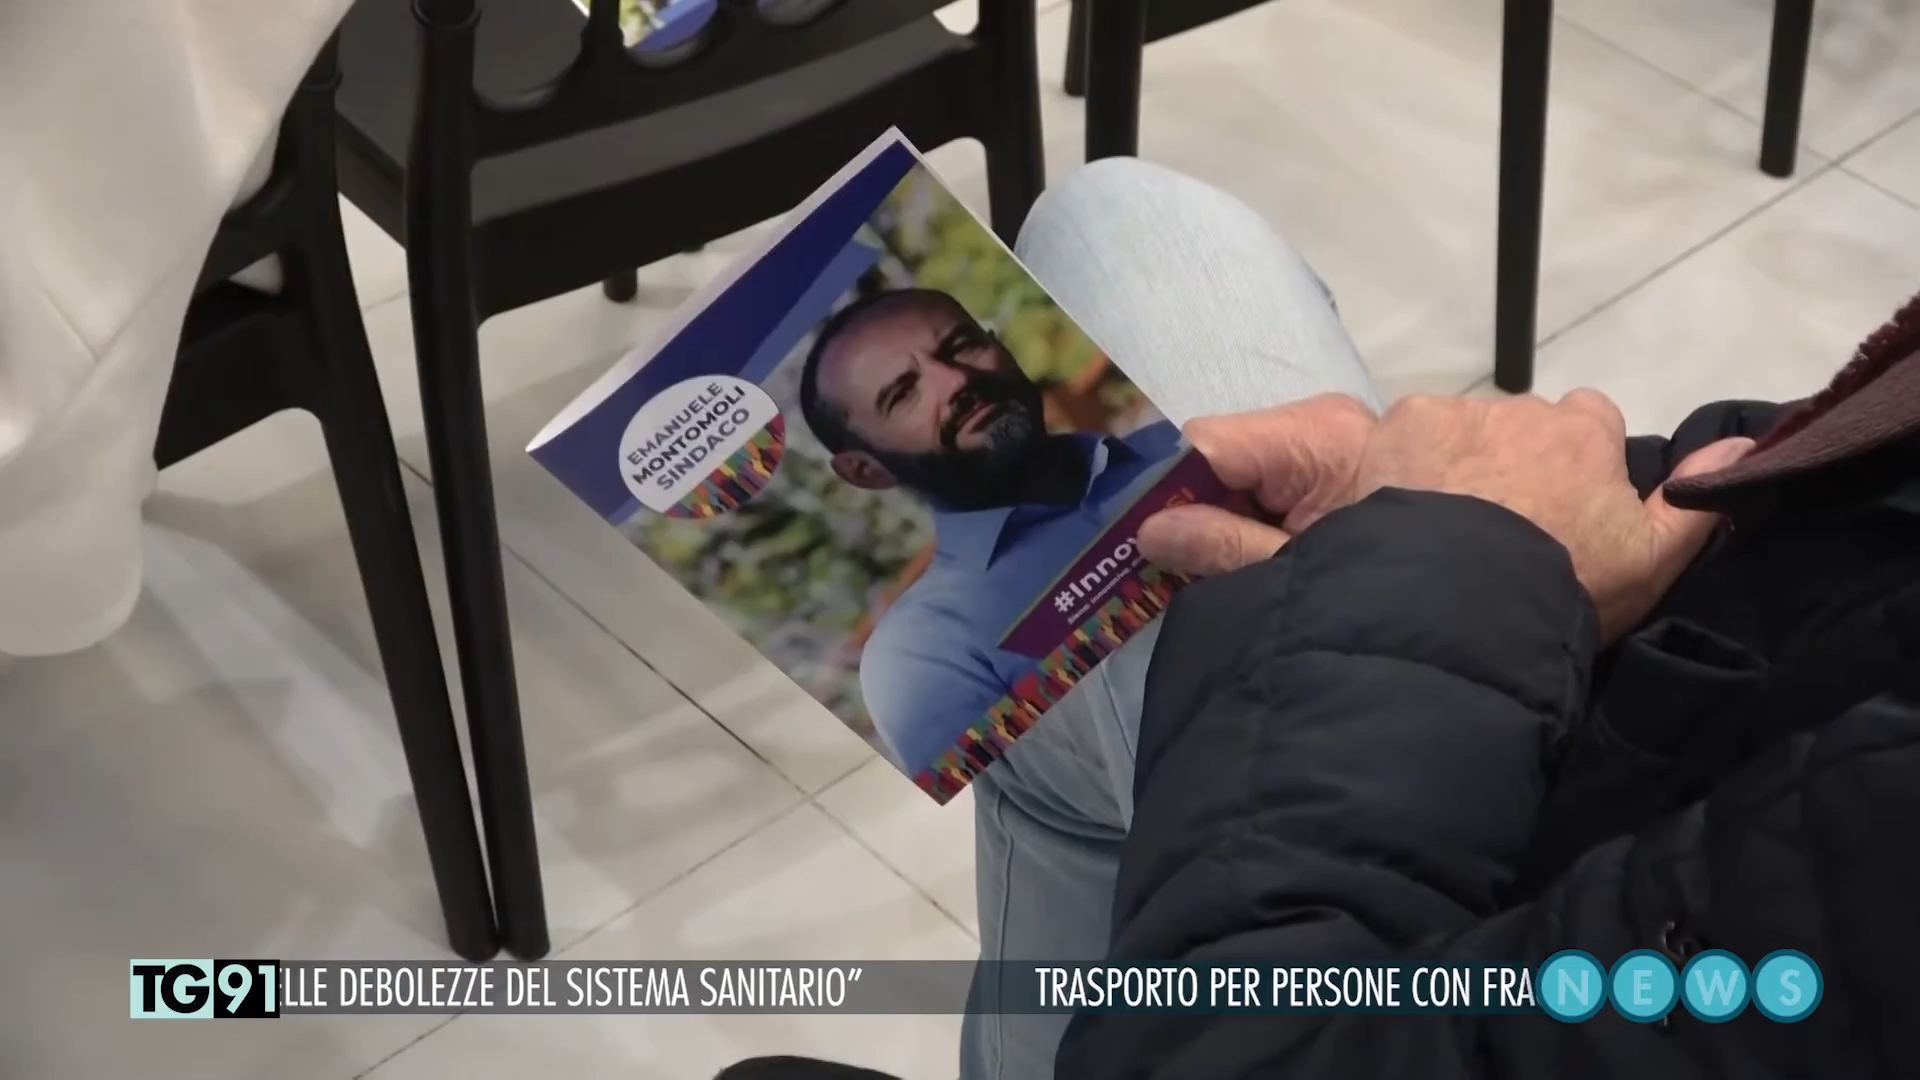 EMANUELE
MONTOMOLI
SINDACO
#Innov
TG91
ELLE DEBOLEZZE DEL SISTEMA SANITARIO” TRASPORTO PER PERSONE CON FRA
NEWS